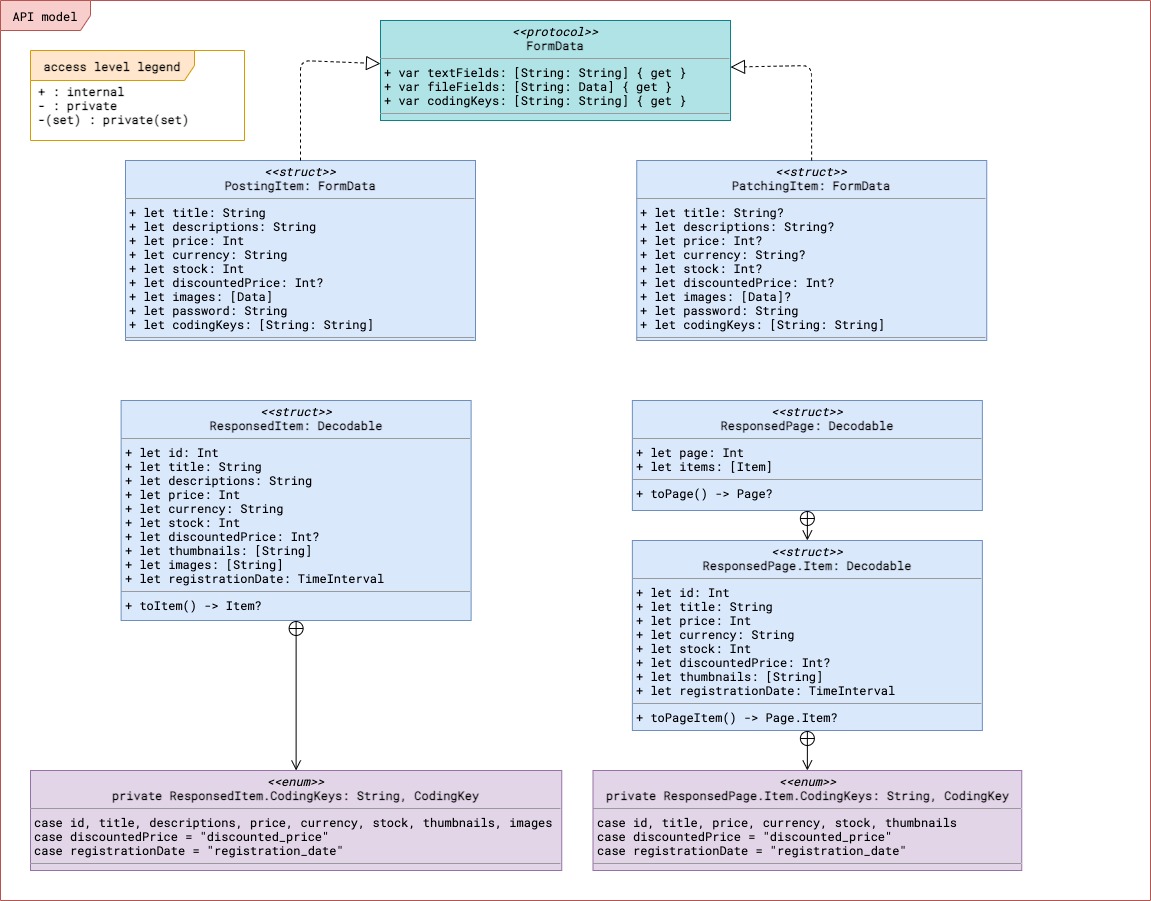 API model
access level legend
+ : internal
- : private
-(set) : private(set)
<<protocol>>
FormData
+ var textFields: [String: String] { get }
+ var fileFields: [String: Data] { get }
+ var codingKeys: [String: String] { get }
<<struct>>
PostingItem: FormData
+ let title: String
+ let descriptions: String
+ let price: Int
+ let currency: String
+ let stock: Int
+ let discountedPrice: Int?
+ let images: [Data]
+ let password: String
+ let codingKeys: [String: String]
<<struct>>
PatchingItem: FormData
+ let title: String?
+ let descriptions: String?
+ let price: Int?
+ let currency: String?
+ let stock: Int?
+ let discountedPrice: Int?
+ let images: [Data]?
+ let password: String
+ let codingKeys: [String: String]
<<struct>>
ResponsedItem: Decodable
+ let id: Int
+ let title: String
+ let descriptions: String
+ let price: Int
+ let currency: String
+ let stock: Int
+ let discountedPrice: Int?
+ let thumbnails: [String]
+ let images: [String]
+ let registrationDate: TimeInterval
+ toItem() -> Item?
<<struct>>
ResponsedPage: Decodable
+ let page: Int
+ let items: [Item]
+ toPage() -> Page?
<<struct>>
ResponsedPage.Item: Decodable
+ let id: Int
+ let title: String
+ let price: Int
+ let currency: String
+ let stock: Int
+ let discountedPrice: Int?
+ let thumbnails: [String]
+ let registrationDate: TimeInterval
+ toPageItem() -> Page.Item?
<<enum>>
private ResponsedItem.CodingKeys: String, CodingKey
case id, title, descriptions, price, currency, stock, thumbnails, images
case discountedPrice = "discounted_price"
case registrationDate = "registration_date"
<<enum>>
private ResponsedPage.Item.CodingKeys: String, CodingKey
case id, title, price, currency, stock, thumbnails
case discountedPrice = "discounted_price"
case registrationDate = "registration_date"